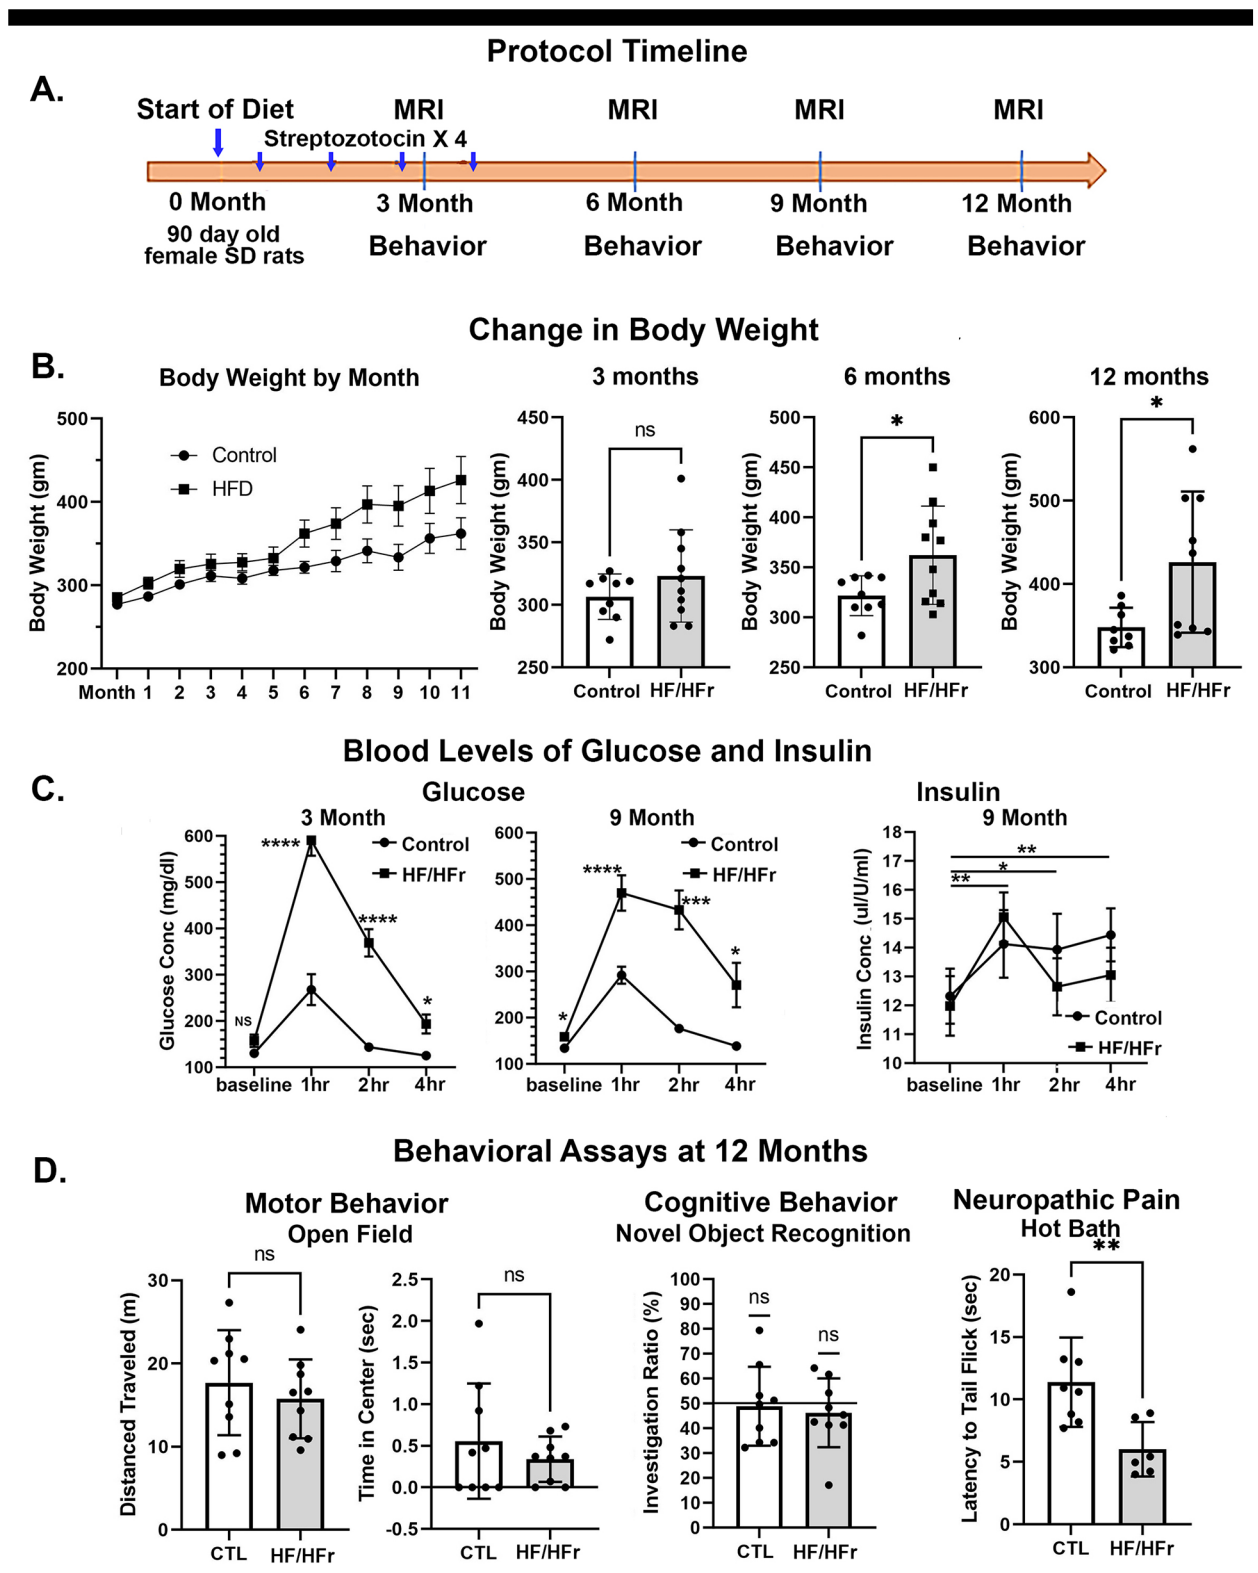 Protocol Timeline
A.
Start of Diet
MRI
MRI
MRI
MRI
Streptozotocin X 4
0 Month
3 Month
6 Month
9 Month
12 Month
90 day old
female SD rats
Behavior
Behavior
Behavior
Behavior
Change in Body Weight
B.
Body Weight by Month
Body Weight (gm)
500
400
300
200
Control
HFD
Month 1 2 3 4 5 6 7 8 9 10 11
3 months
Body Weight (gm)
450
400
350
300
250
ns
Control
HF/HFr
6 months
Body Weight (gm)
500
450
400
350
300
250
*
Control
HF/HFr
12 months
Body Weight (gm)
600
500
400
300
*
Control
HF/HFr
Blood Levels of Glucose and Insulin
C.
Glucose
Insulin
3 Month
Glucose Conc (mg/dl)
600
500
400
300
200
100
****
****
*
NS
Control
HF/HFr
baseline 1hr 2hr 4hr
9 Month
600
500
400
300
200
100
****
***
*
*
Control
HF/HFr
baseline 1hr 2hr 4hr
9 Month
Insulin Conc (uI/U/ml)
18
17
16
15
14
13
12
11
10
**
*
**
Control
HF/HFr
baseline 1hr 2hr 4hr
Behavioral Assays at 12 Months
D.
Motor Behavior
Open Field
Distanced Traveled (m)
30
20
10
0
ns
CTL
HF/HFr
Time in Center (sec)
2.5
2.0
1.5
1.0
0.5
0.0
-0.5
ns
CTL
HF/HFr
Cognitive Behavior
Novel Object Recognition
Investigation Ratio (%)
100
90
80
70
60
50
40
30
20
10
0
ns
ns
CTL
HF/HFr
Neuropathic Pain
Hot Bath
**
Latency to Tail Flick (sec)
20
15
10
5
0
CTL
HF/HFr